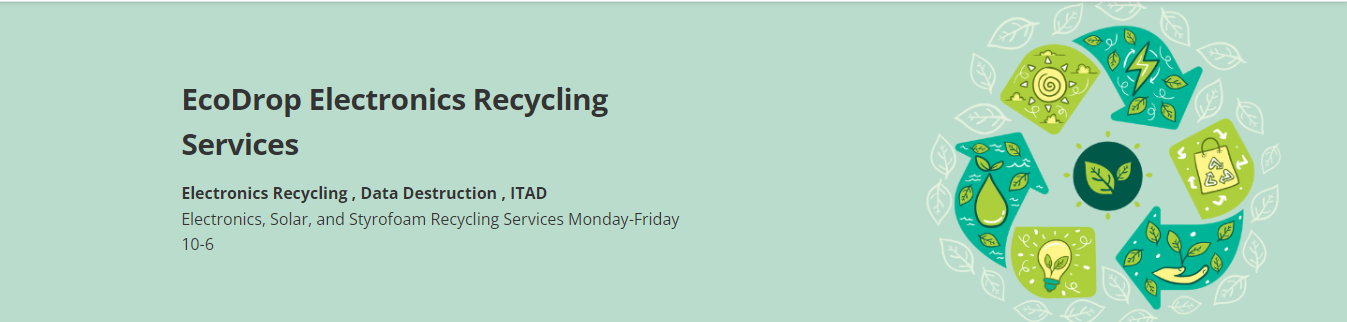 EcoDrop Electronics Recycling
Services
Electronics Recycling , Data Destruction , ITAD
Electronics, Solar, and Styrofoam Recycling Services Monday-Friday
10-6